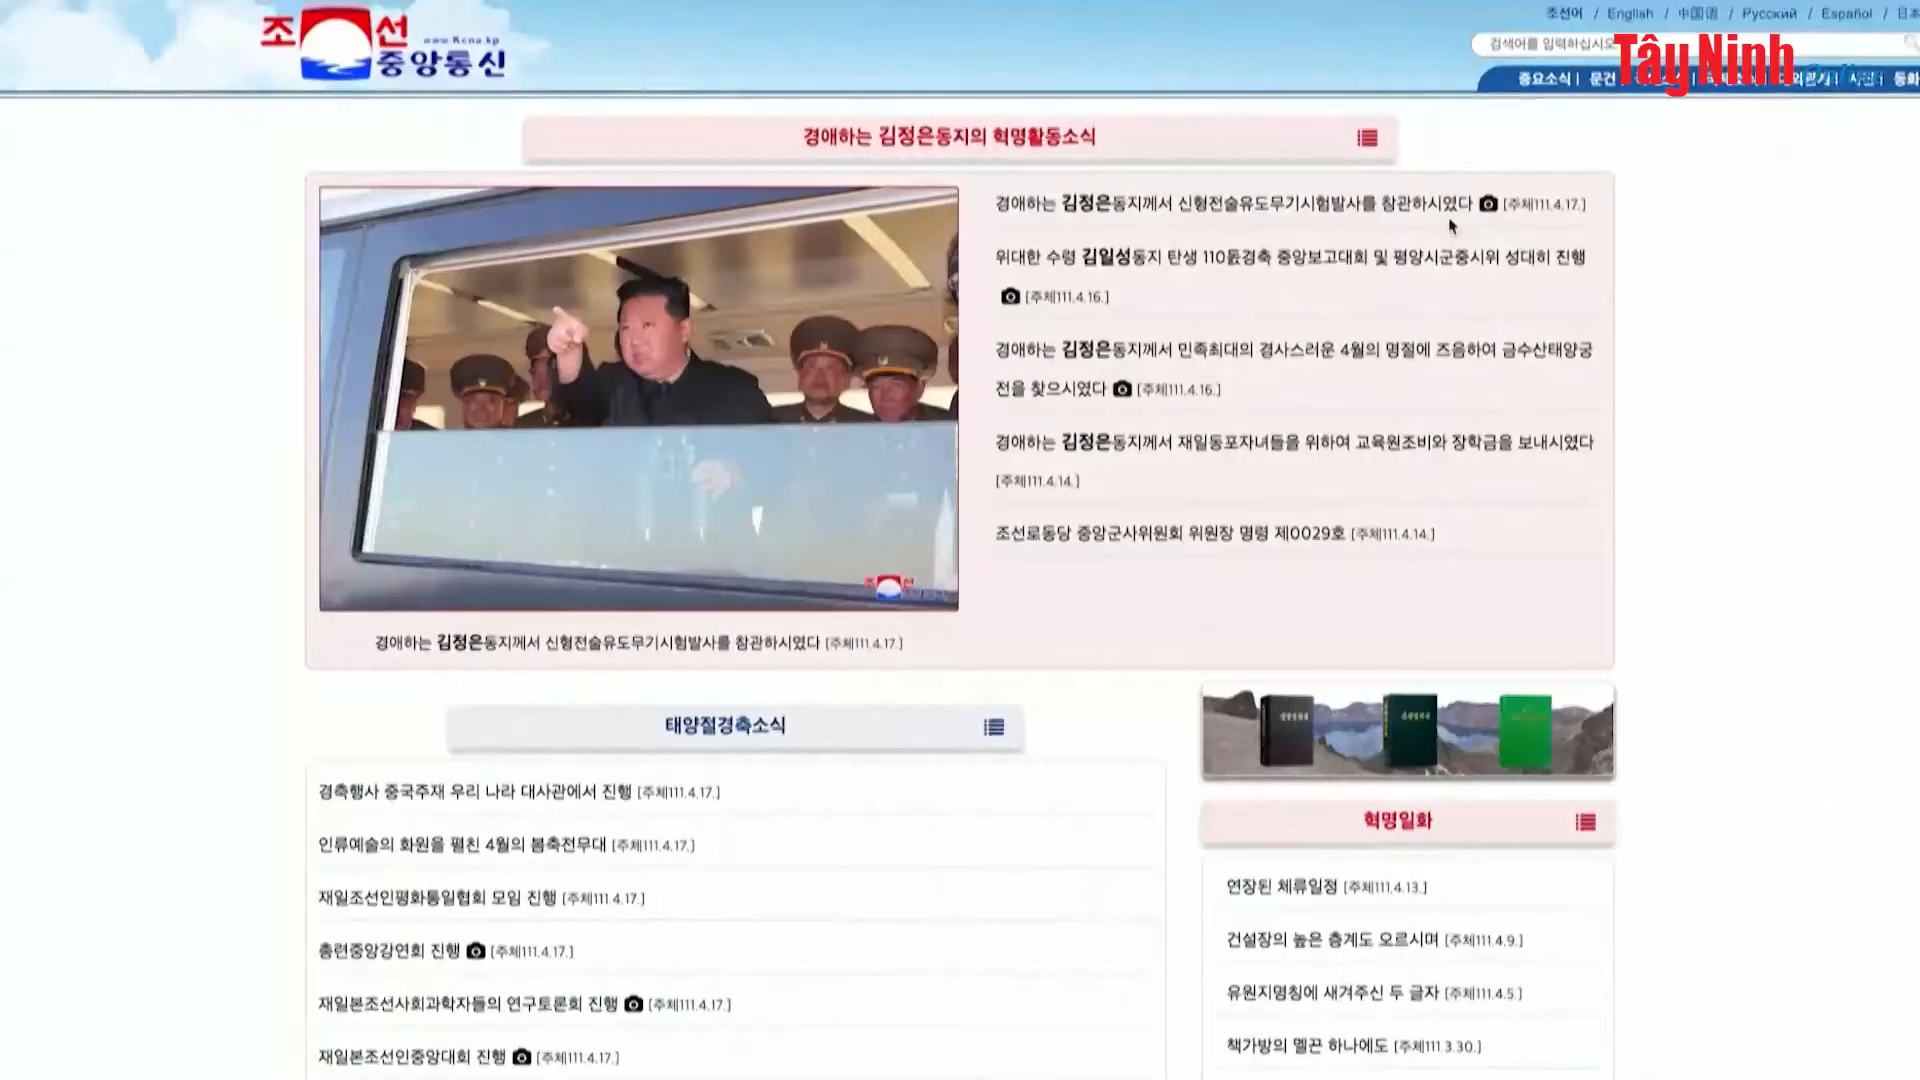 조선어 / English / 中国语 / Русский / Español / 日本
조선
www.kcna.kp
중앙통신
검색어를 입력하십시오
Tây Ninh
중요소식 | 문건
동화
경애하는 김정은동지의 혁명활동소식
경애하는 김정은동지께서 신형전술유도무기시험발사를 참관하시였다 [주체111.4.17.]
위대한 수령 김일성동지 탄생 110돐경축 중앙보고대회 및 평양시군중시위 성대히 진행
[주체111.4.16.]
경애하는 김정은동지께서 민족최대의 경사스러운 4월의 명절에 즈음하여 금수산태양궁
전을 찾으시였다 [주체111.4.16.]
경애하는 김정은동지께서 재일동포자녀들을 위하여 교육원조비와 장학금을 보내시였다
[주체111.4.14.]
조선로동당 중앙군사위원회 위원장 명령 제0029호 [주체111.4.14.]
조선
경애하는 김정은동지께서 신형전술유도무기시험발사를 참관하시였다 [주체111.4.17.]
태양절경축소식
경축행사 중국주재 우리 나라 대사관에서 진행 [주체111.4.17.]
인류예술의 화원을 펼친 4월의 봄축전무대 [주체111.4.17.]
재일조선인평화통일협회 모임 진행 [주체111.4.17.]
총련중앙강연회 진행 [주체111.4.17.]
재일본조선사회과학자들의 연구토론회 진행 [주체111.4.17.]
재일본조선인중앙대회 진행 [주체111.4.17.]
혁명일화
연장된 체류일정 [주체111.4.13.]
건설장의 높은 층계도 오르시며 [주체111.4.9.]
유원지명칭에 새겨주신 두 글자 [주체111.4.5.]
책가방의 멜끈 하나에도 [주체111.3.30.]